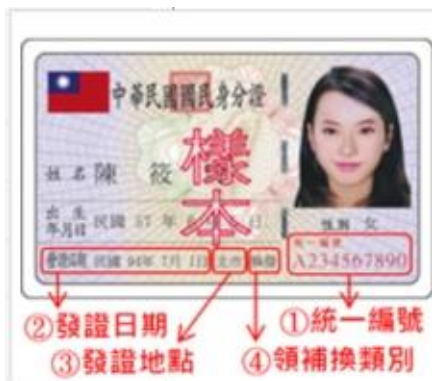 中華民國國民身分證
樣本
姓名 陳 筱
出生年月日 民國 57 年 日
性別 女
發證日期 民國 94年 7月 1日 北市 換發
統一編號
A234567890
②發證日期
①統一編號
③發證地點
④領補換類別